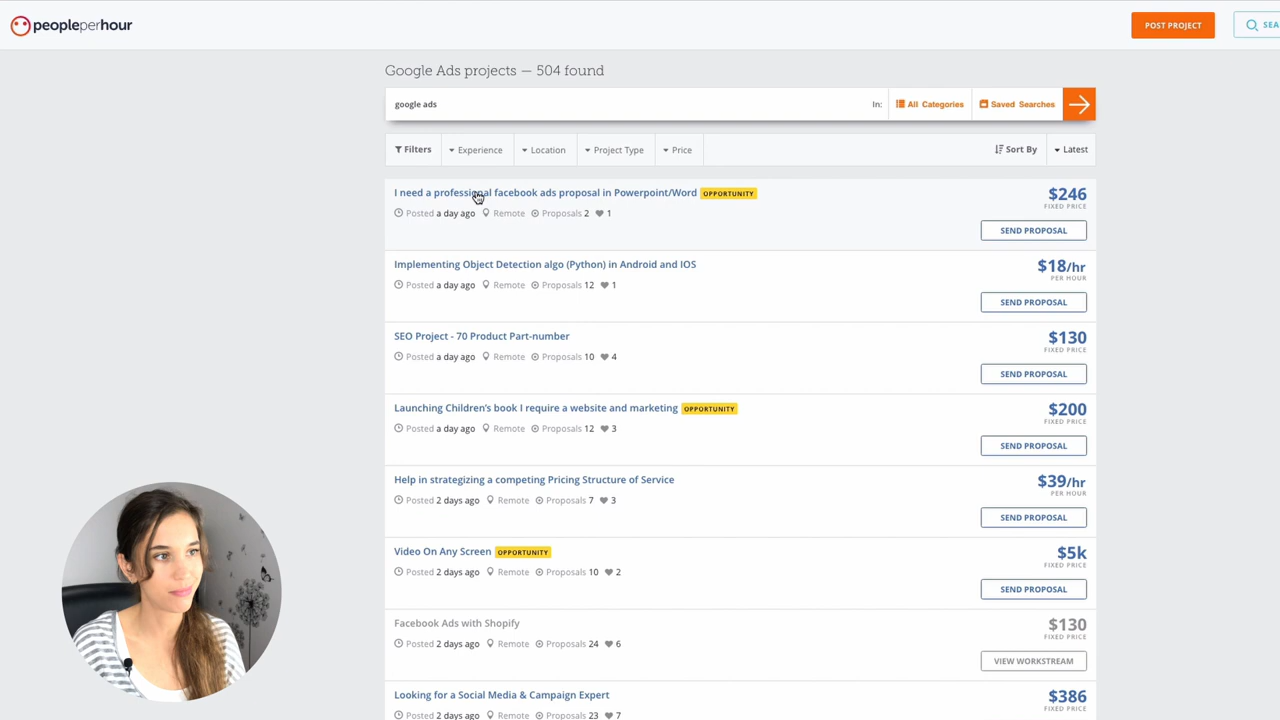 peopleperhour
POST PROJECT
SEA
Google Ads projects — 504 found
google ads
In:
All Categories
Saved Searches
Filters
Experience
Location
Project Type
Price
Sort By
Latest
I need a professional facebook ads proposal in Powerpoint/Word OPPORTUNITY
$246
FIXED PRICE
Posted a day ago Remote Proposals 2 1
SEND PROPOSAL
Implementing Object Detection algo (Python) in Android and IOS
$18/hr
PER HOUR
Posted a day ago Remote Proposals 12 1
SEND PROPOSAL
SEO Project - 70 Product Part-number
$130
FIXED PRICE
Posted a day ago Remote Proposals 10 4
SEND PROPOSAL
Launching Children's book I require a website and marketing OPPORTUNITY
$200
FIXED PRICE
Posted a day ago Remote Proposals 12 3
SEND PROPOSAL
Help in strategizing a competing Pricing Structure of Service
$39/hr
PER HOUR
Posted 2 days ago Remote Proposals 7 3
SEND PROPOSAL
Video On Any Screen OPPORTUNITY
$5k
FIXED PRICE
Posted 2 days ago Remote Proposals 10 2
SEND PROPOSAL
Facebook Ads with Shopify
$130
FIXED PRICE
Posted 2 days ago Remote Proposals 24 6
VIEW WORKSTREAM
Looking for a Social Media & Campaign Expert
$386
FIXED PRICE
Posted 2 days ago Remote Proposals 23 7